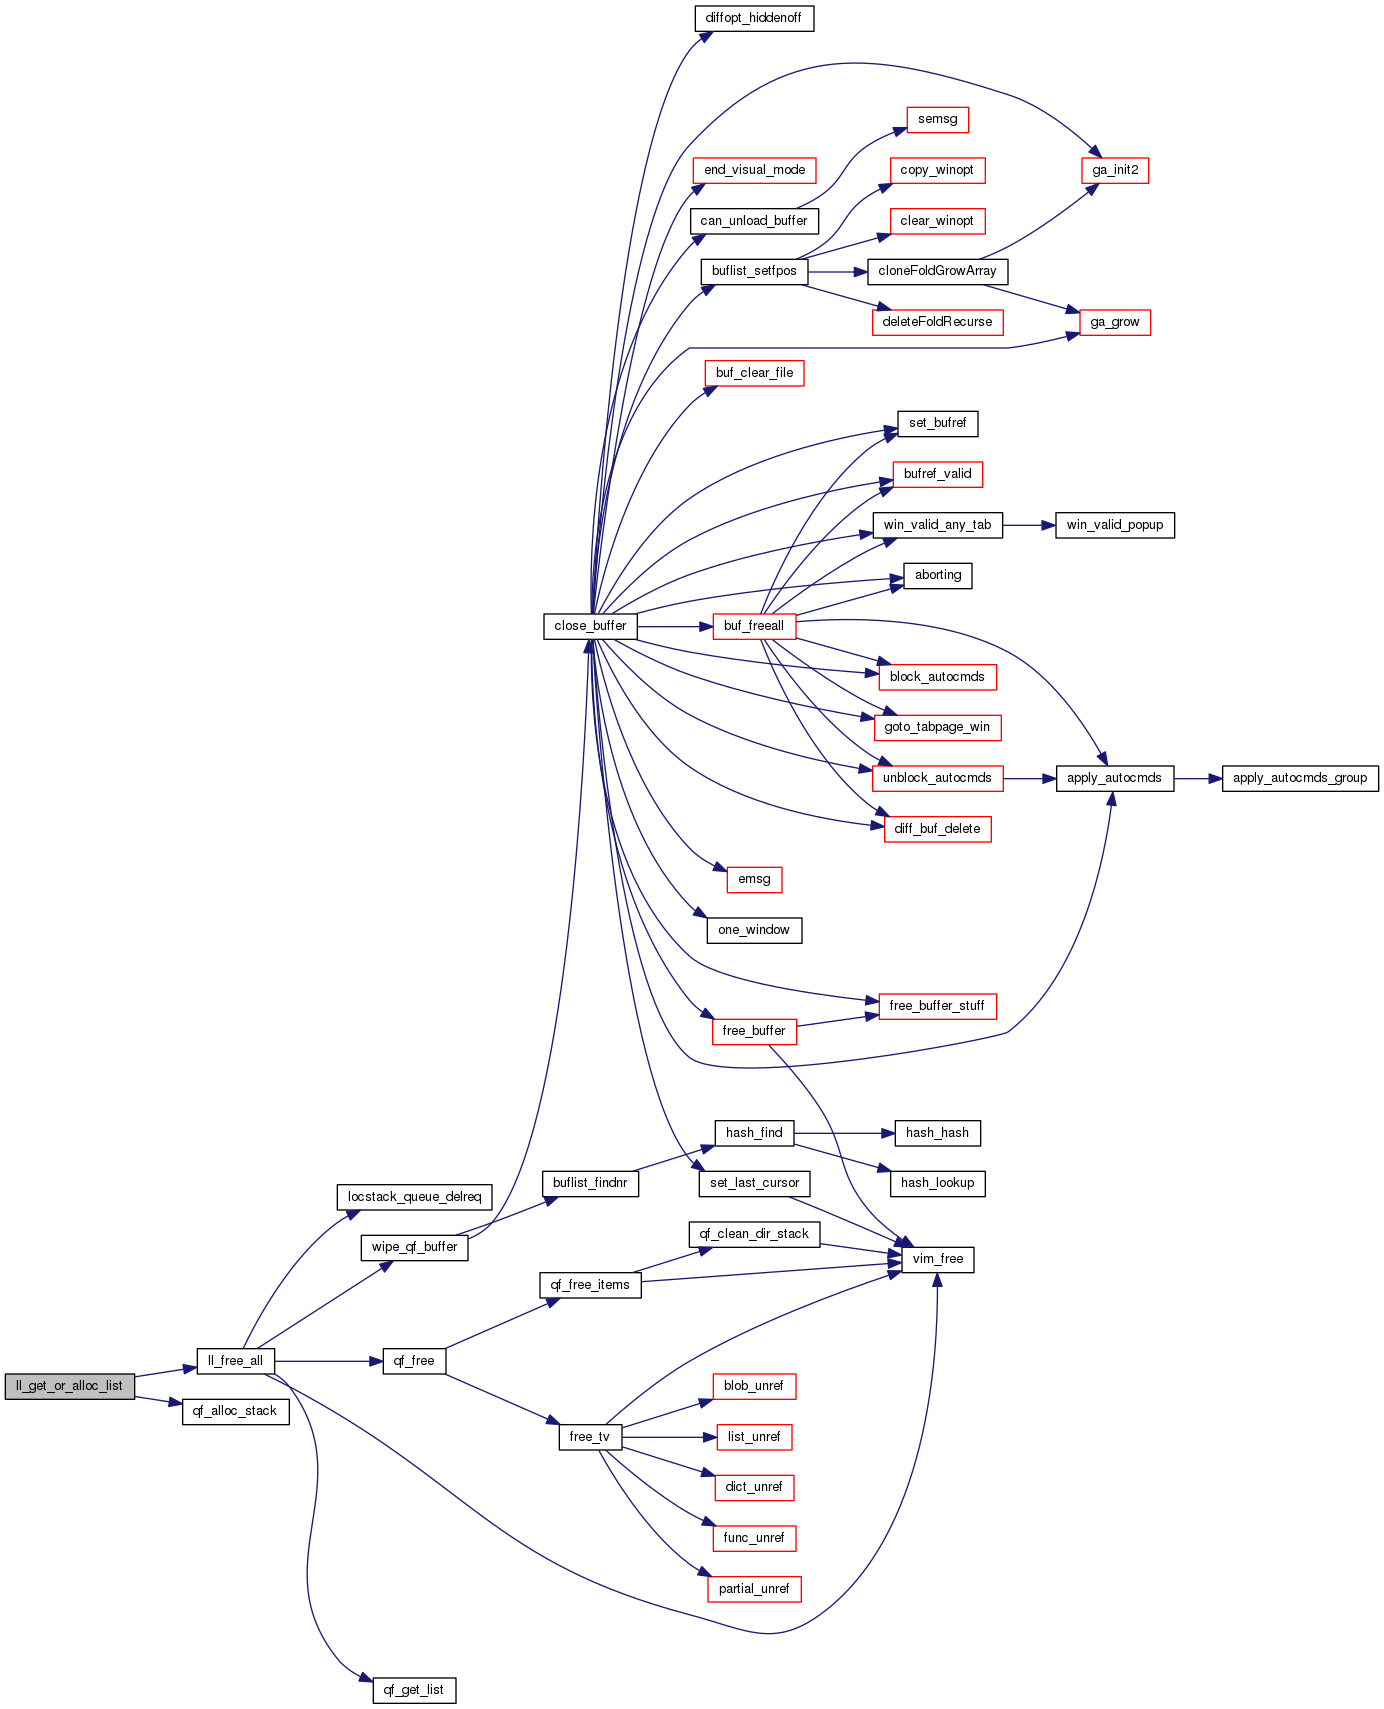 diffopt_hiddenoff
semsg
end_visual_mode
copy_winopt
ga_init2
can_unload_buffer
clear_winopt
buflist_setfpos
cloneFoldGrowArray
deleteFoldRecurse
ga_grow
buf_clear_file
set_bufref
bufref_valid
win_valid_any_tab
win_valid_popup
aborting
close_buffer
buf_freeall
block_autocmds
goto_tabpage_win
unblock_autocmds
apply_autocmds
apply_autocmds_group
diff_buf_delete
emsg
one_window
free_buffer_stuff
free_buffer
hash_find
hash_hash
buflist_findnr
set_last_cursor
hash_lookup
locstack_queue_delreq
qf_clean_dir_stack
wipe_qf_buffer
vim_free
qf_free_items
ll_free_all
qf_free
ll_get_or_alloc_list
blob_unref
qf_alloc_stack
free_tv
list_unref
dict_unref
func_unref
partial_unref
qf_get_list